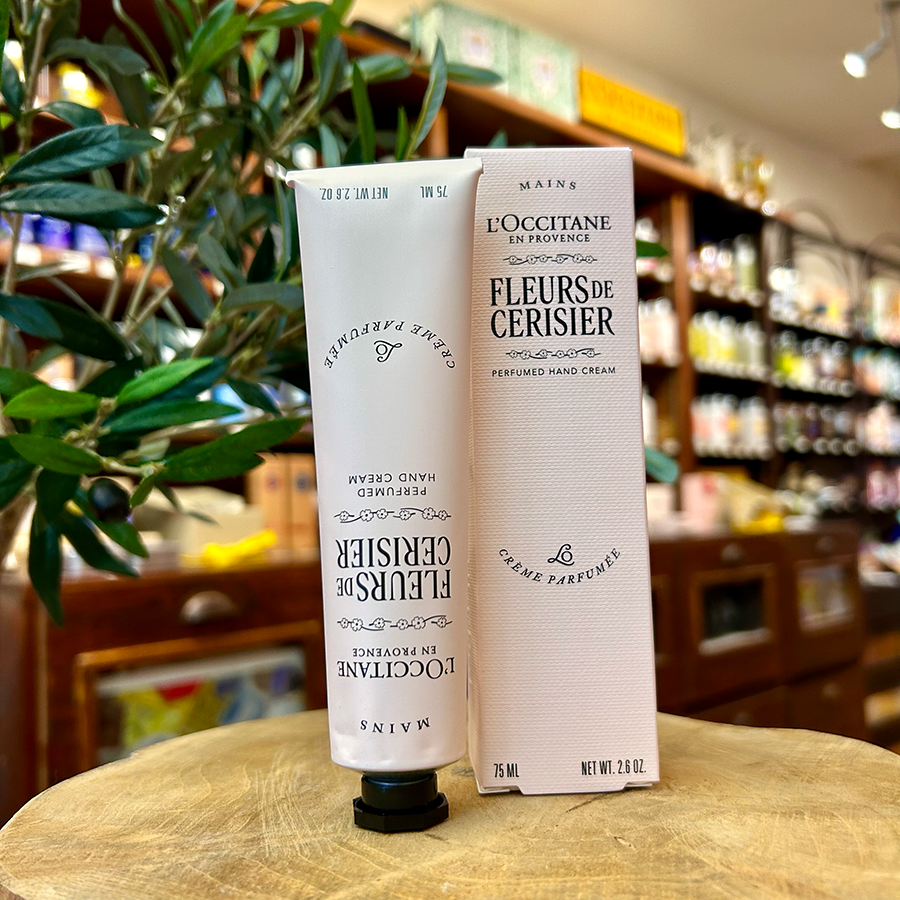 MAINS
L'OCCITANE
EN PROVENCE
FLEURS DE
CERISIER
PERFUMED
HAND CREAM
LO
CRÈME PARFUMÉE
75 ML NET WT. 2.6 OZ.
MAINS
L'OCCITANE
EN PROVENCE
FLEURS DE
CERISIER
PERFUMED HAND CREAM
LO
CRÈME PARFUMÉE
75 ML NET WT. 2.6 OZ.